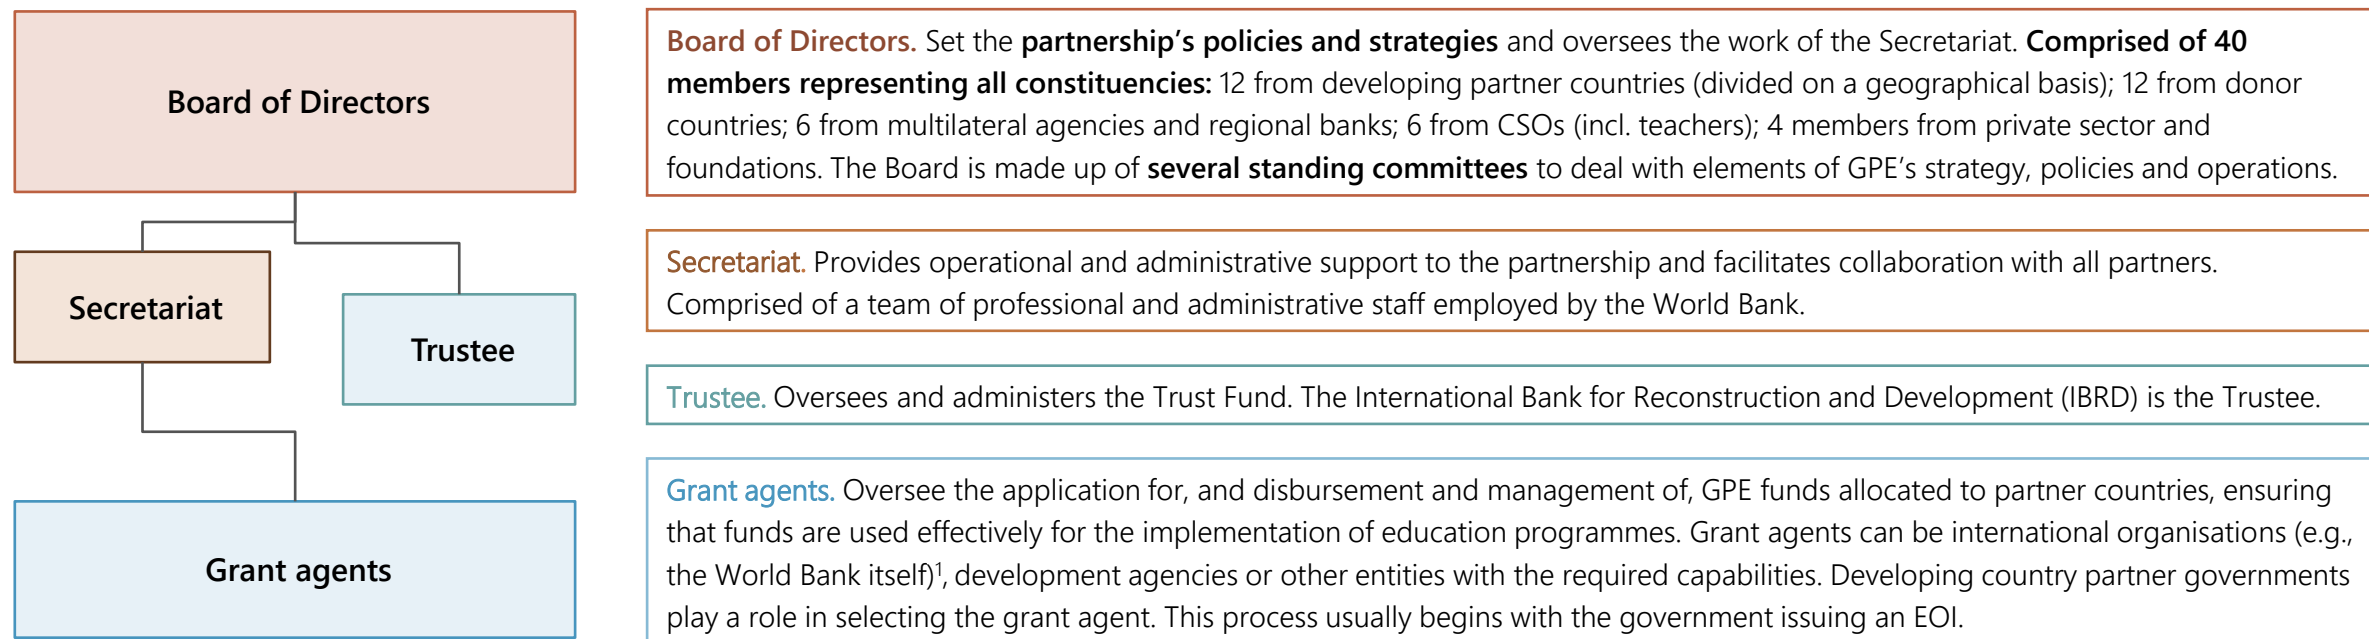 Board of Directors
Secretariat
Trustee
Grant agents
Board of Directors. Set the partnership’s policies and strategies and oversees the work of the Secretariat. Comprised of 40
members representing all constituencies: 12 from developing partner countries (divided on a geographical basis); 12 from donor
countries; 6 from multilateral agencies and regional banks; 6 from CSOs (incl. teachers); 4 members from private sector and
foundations. The Board is made up of several standing committees to deal with elements of GPE’s strategy, policies and operations.
Secretariat. Provides operational and administrative support to the partnership and facilitates collaboration with all partners.
Comprised of a team of professional and administrative staff employed by the World Bank.
Trustee. Oversees and administers the Trust Fund. The International Bank for Reconstruction and Development (IBRD) is the Trustee.
Grant agents. Oversee the application for, and disbursement and management of, GPE funds allocated to partner countries, ensuring
that funds are used effectively for the implementation of education programmes. Grant agents can be international organisations (e.g.,
the World Bank itself)¹, development agencies or other entities with the required capabilities. Developing country partner governments
play a role in selecting the grant agent. This process usually begins with the government issuing an EOI.